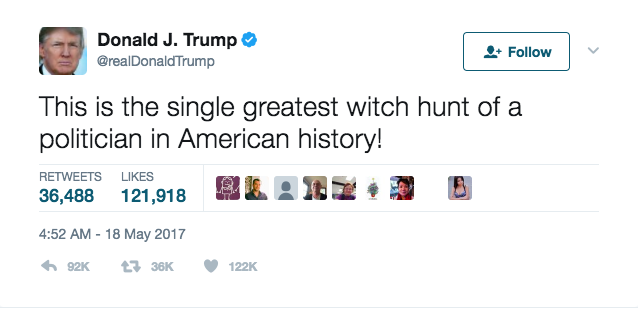 Donald J. Trump
@realDonaldTrump
Follow
This is the single greatest witch hunt of a
politician in American history!
RETWEETS LIKES
36,488 121,918
4:52 AM - 18 May 2017
92K 36K 122K